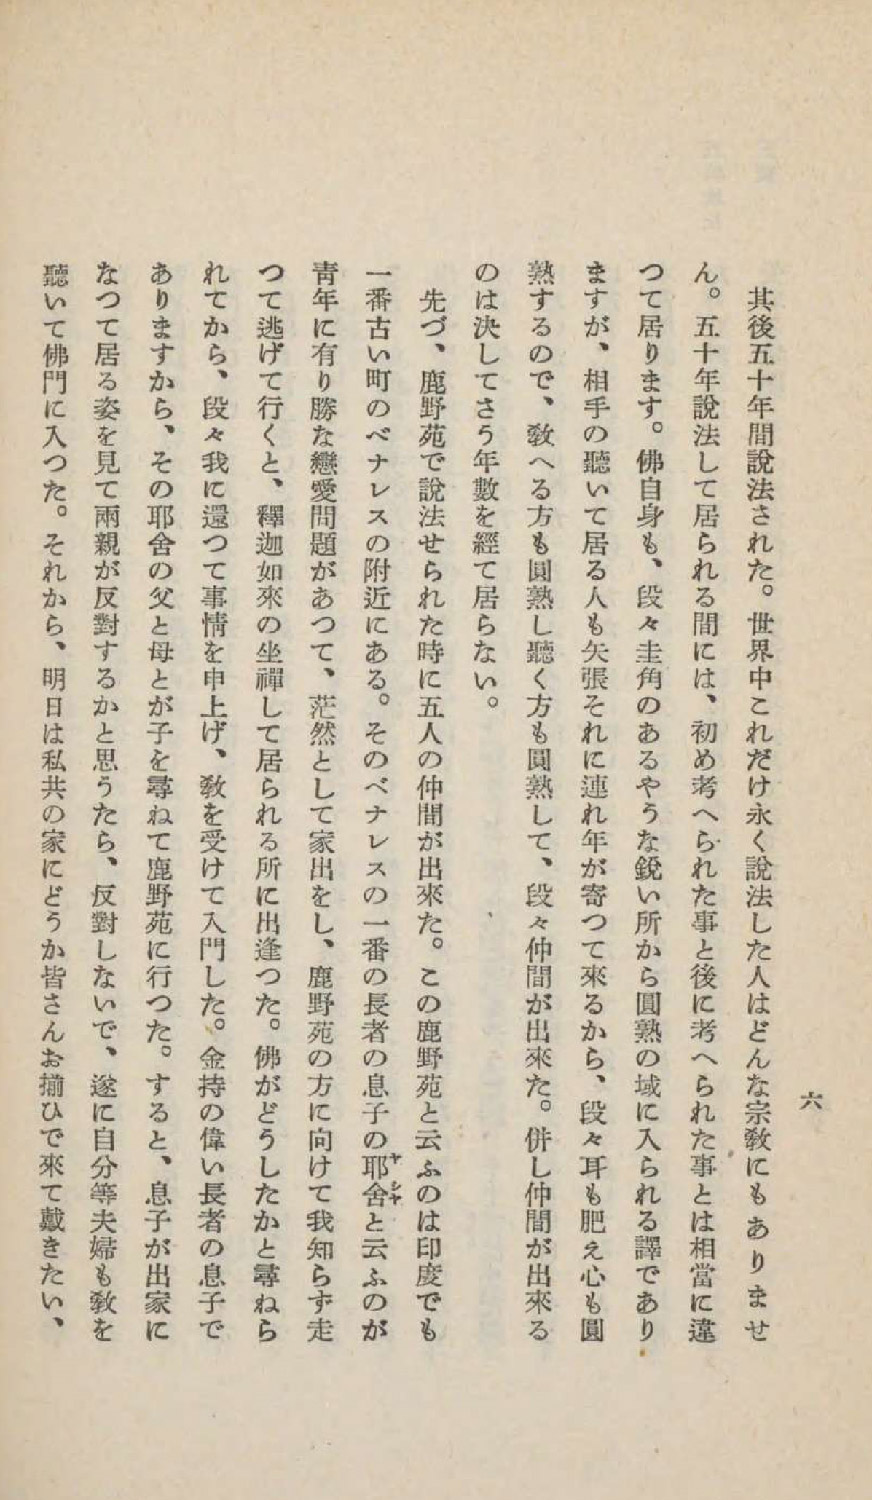 六
其後五十年間說法された。世界中これだけ永く說法した人はどんな宗教にもありませ
ん。五十年說法して居られる間には、初め考へられた事と後に考へられた事とは相當に違
つて居ります。佛自身も、段々圭角のあるやうな銳い所から圓熟の域に入られる譯であり
ますが、相手の聽いて居る人も矢張それに連れ年が寄つて來るから、段々耳も肥え心も圓
熟するので、敎へる方も圓熟し聽く方も圓熟して、段々仲間が出來た。併し仲間が出來る
のは決してさう年數を經て居らない。
先づ、鹿野苑で說法せられた時に五人の仲間が出來た。この鹿野苑と云ふのは印度でも
一番古い町のベナレスの附近にある。そのベナレスの一番の長者の息子の耶舍ヤシヤと云ふのが
靑年に有り勝な戀愛問題があつて、茫然として家出をし、鹿野苑の方に向けて我知らず走
つて逃げて行くと、釋迦如來の坐禪して居られる所に出逢つた。佛がどうしたかと尋ねら
れてから、段々我に還つて事情を申上げ、敎を受けて入門した。金持の偉い長者の息子で
ありますから、その耶舍の父と母とが子を尋ねて鹿野苑に行つた。すると、息子が出家に
なつて居る姿を見て兩親が反對するかと思うたら、反對しないで、遂に自分等夫婦も敎を
聽いて佛門に入つた。それから、明日は私共の家にどうか皆さんお揃ひで來て戴きたい、